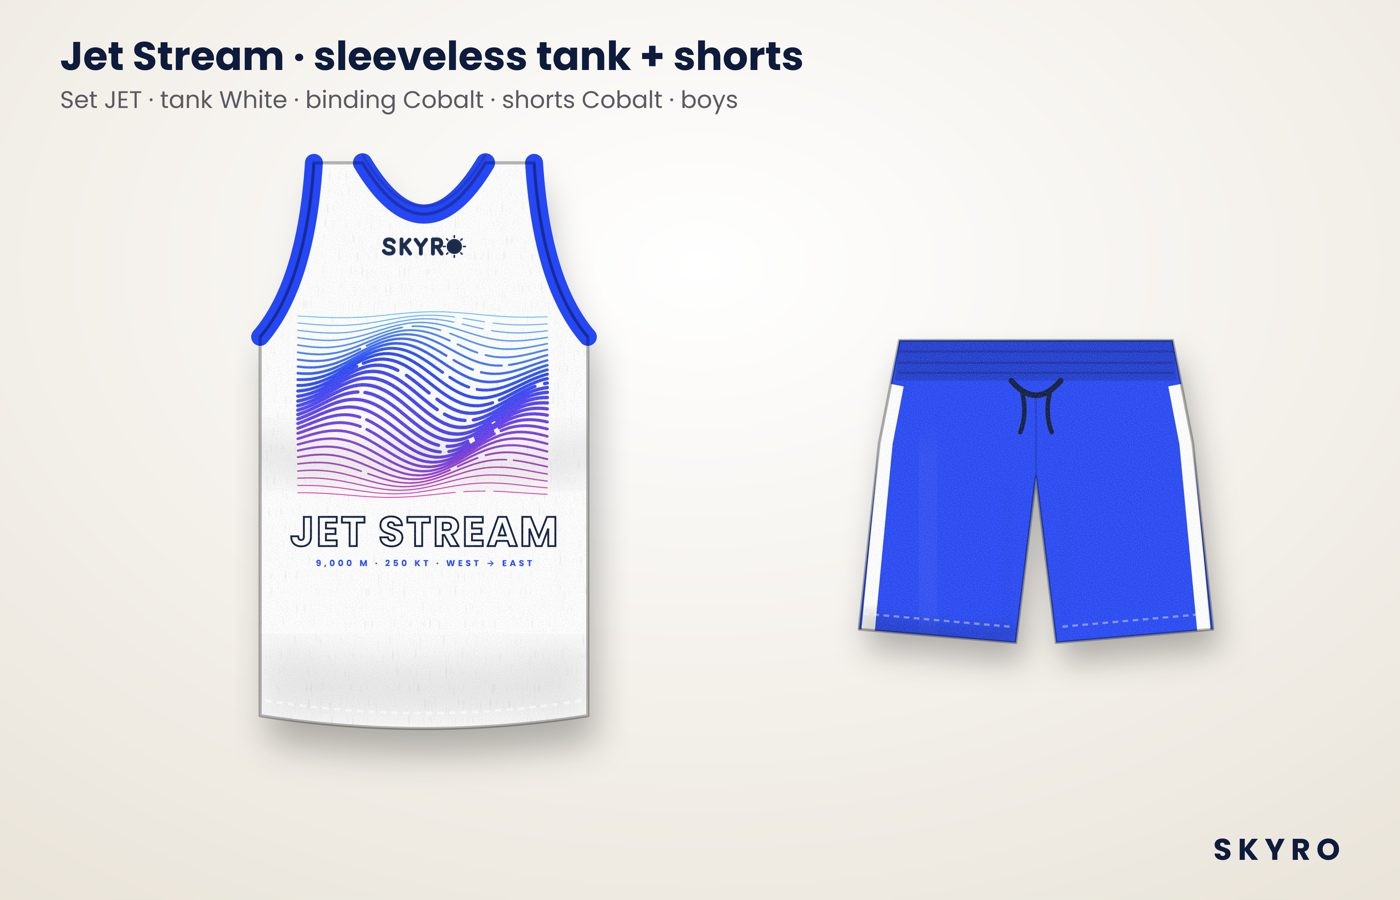 Jet Stream · sleeveless tank + shorts
Set JET · tank White · binding Cobalt · shorts Cobalt · boys
SKYRO
JET STREAM
9,000 M · 250 KT · WEST → EAST
SKYRO